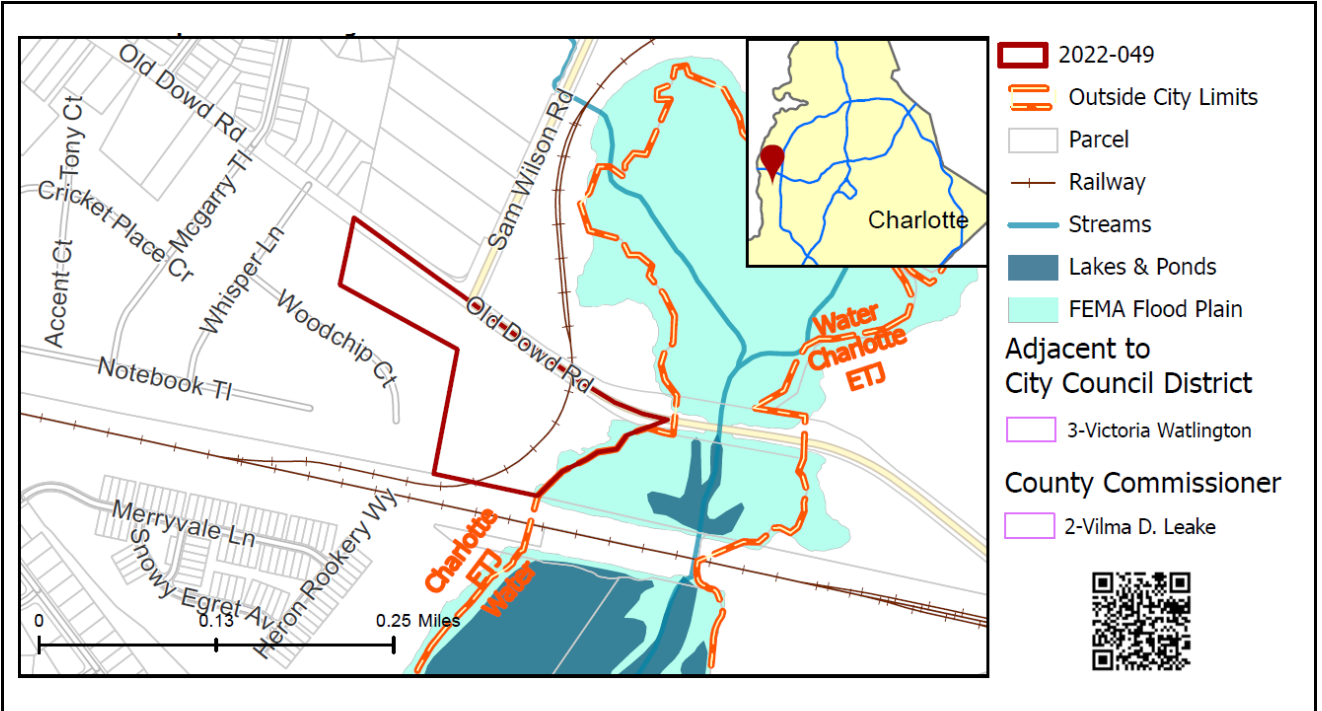 Old Dowd Rd
Tony Ct
Sam Wilson Rd
Mcgarry Tl
Cricket Place Cr
Accent Ct
Whisper Ln
Woodchip Ct
Notebook Tl
Old Dowd Rd
Charlotte
Water
Charlotte
ETJ
Charlotte
ETJ
Water
Merryvale Ln
Snowy Egret Av
Heron Rookery Wy
0
0.13
0.25 Miles
2022-049
Outside City Limits
Parcel
Railway
Streams
Lakes & Ponds
FEMA Flood Plain
Adjacent to
City Council District
3-Victoria Watlington
County Commissioner
2-Vilma D. Leake